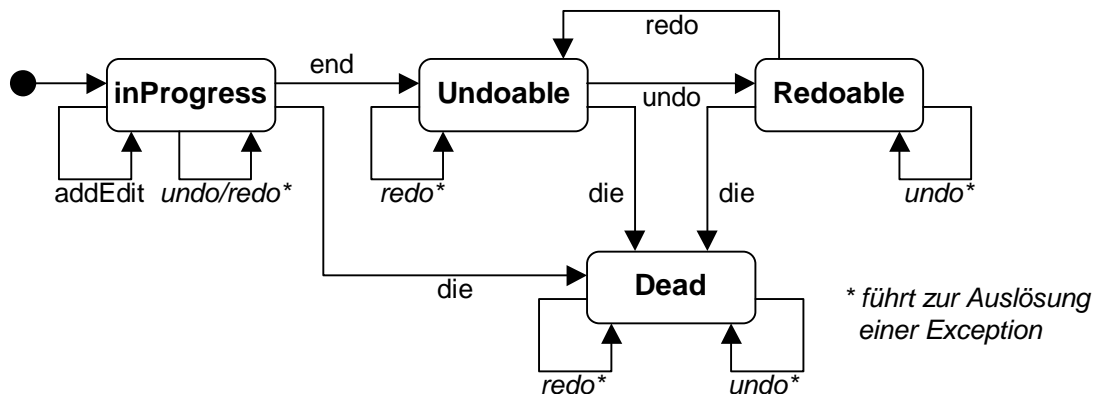 redo
end
inProgress
Undoable
undo
Redoable
addEdit
undo/redo*
redo*
die
die
undo*
die
Dead
* führt zur Auslösung
einer Exception
redo*
undo*